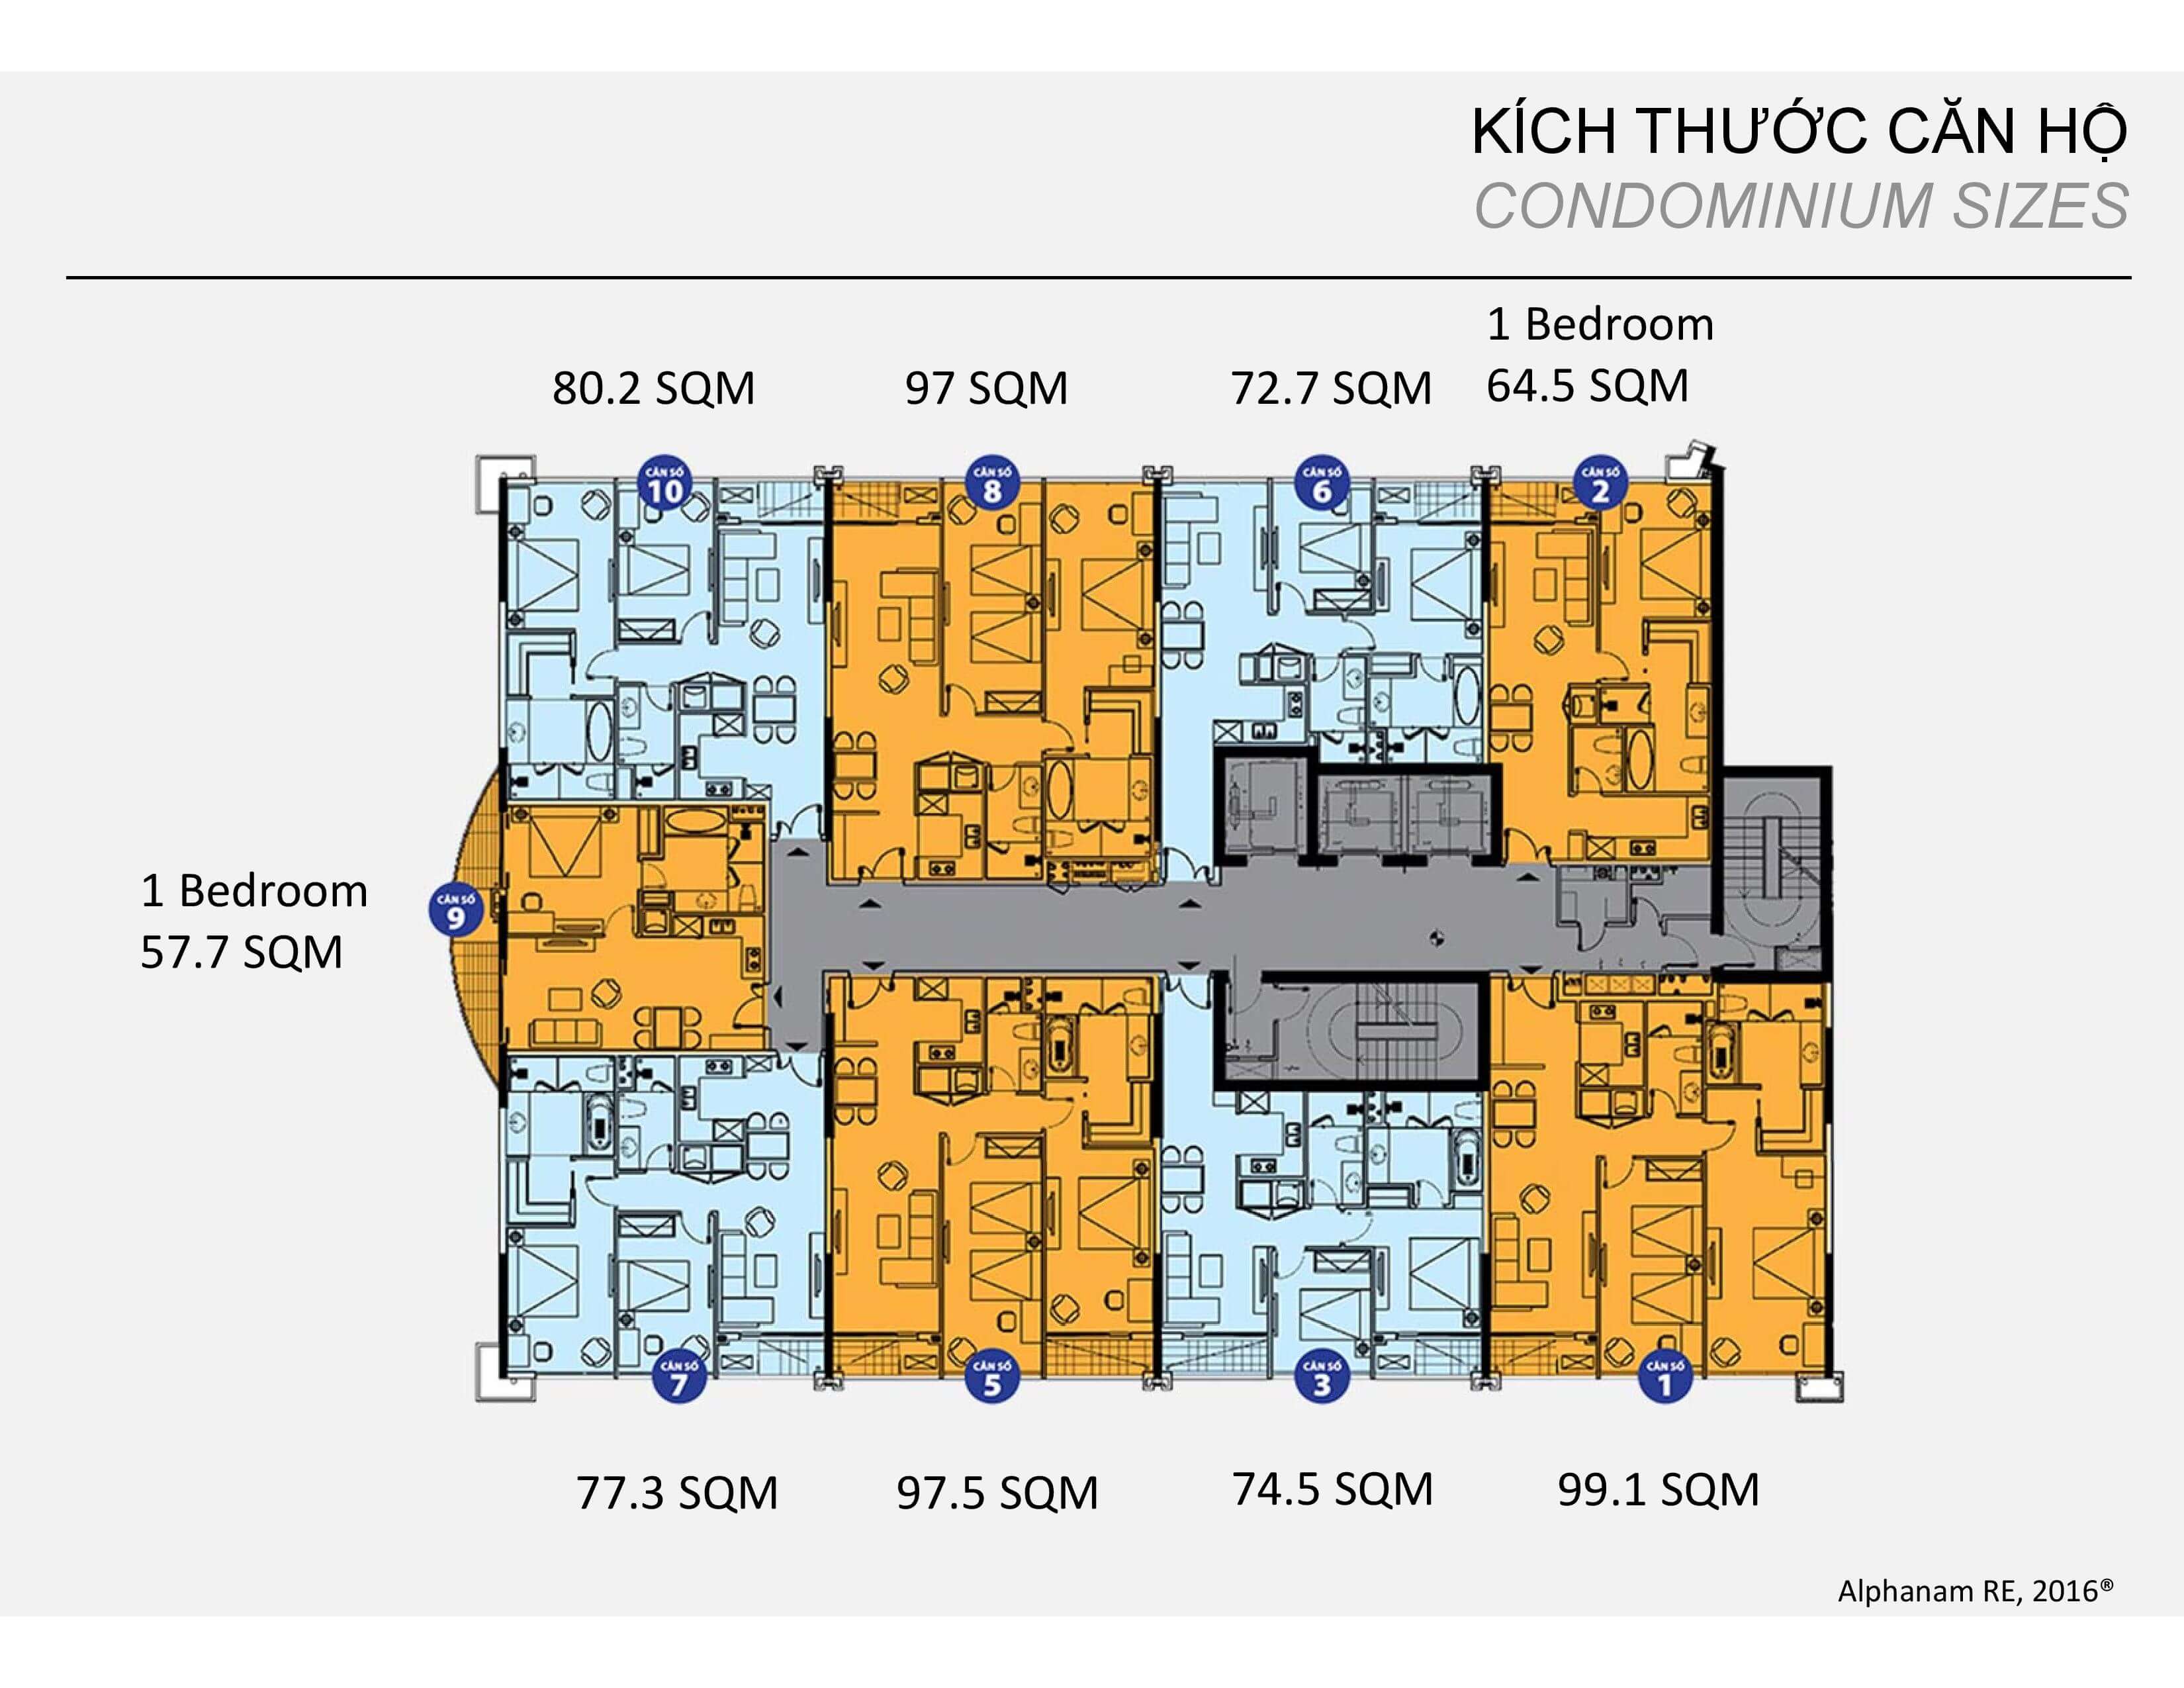 KÍCH THƯỚC CĂN HỘ
CONDOMINIUM SIZES
1 Bedroom
80.2 SQM
97 SQM
72.7 SQM
64.5 SQM
CĂN SỐ
10
CĂN SỐ
8
CĂN SỐ
6
CĂN SỐ
2
1 Bedroom
57.7 SQM
CĂN SỐ
9
CĂN SỐ
7
CĂN SỐ
5
CĂN SỐ
3
CĂN SỐ
1
77.3 SQM
97.5 SQM
74.5 SQM
99.1 SQM
Alphanam RE, 2016®